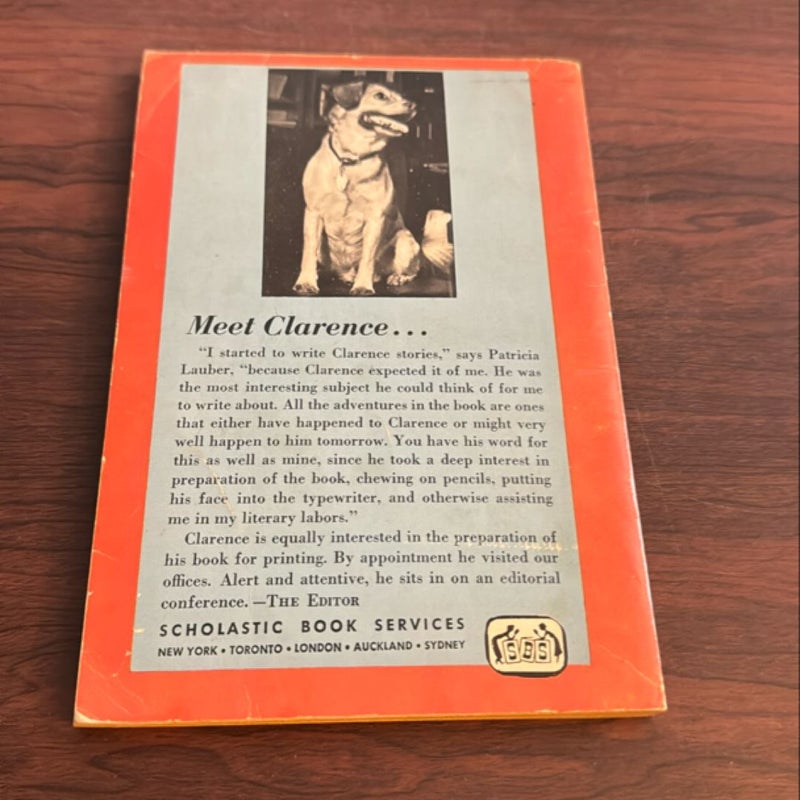 Meet Clarence...
“I started to write Clarence stories,” says Patricia
Lauber, “because Clarence expected it of me. He was
the most interesting subject he could think of for me
to write about. All the adventures in the book are ones
that either have happened to Clarence or might very
well happen to him tomorrow. You have his word for
this as well as mine, since he took a deep interest in
preparation of the book, chewing on pencils, putting
his face into the typewriter, and otherwise assisting
me in my literary labors.”
Clarence is equally interested in the preparation of
his book for printing. By appointment he visited our
offices. Alert and attentive, he sits in on an editorial
conference. —THE EDITOR
SCHOLASTIC BOOK SERVICES
NEW YORK • TORONTO • LONDON • AUCKLAND • SYDNEY
SBS